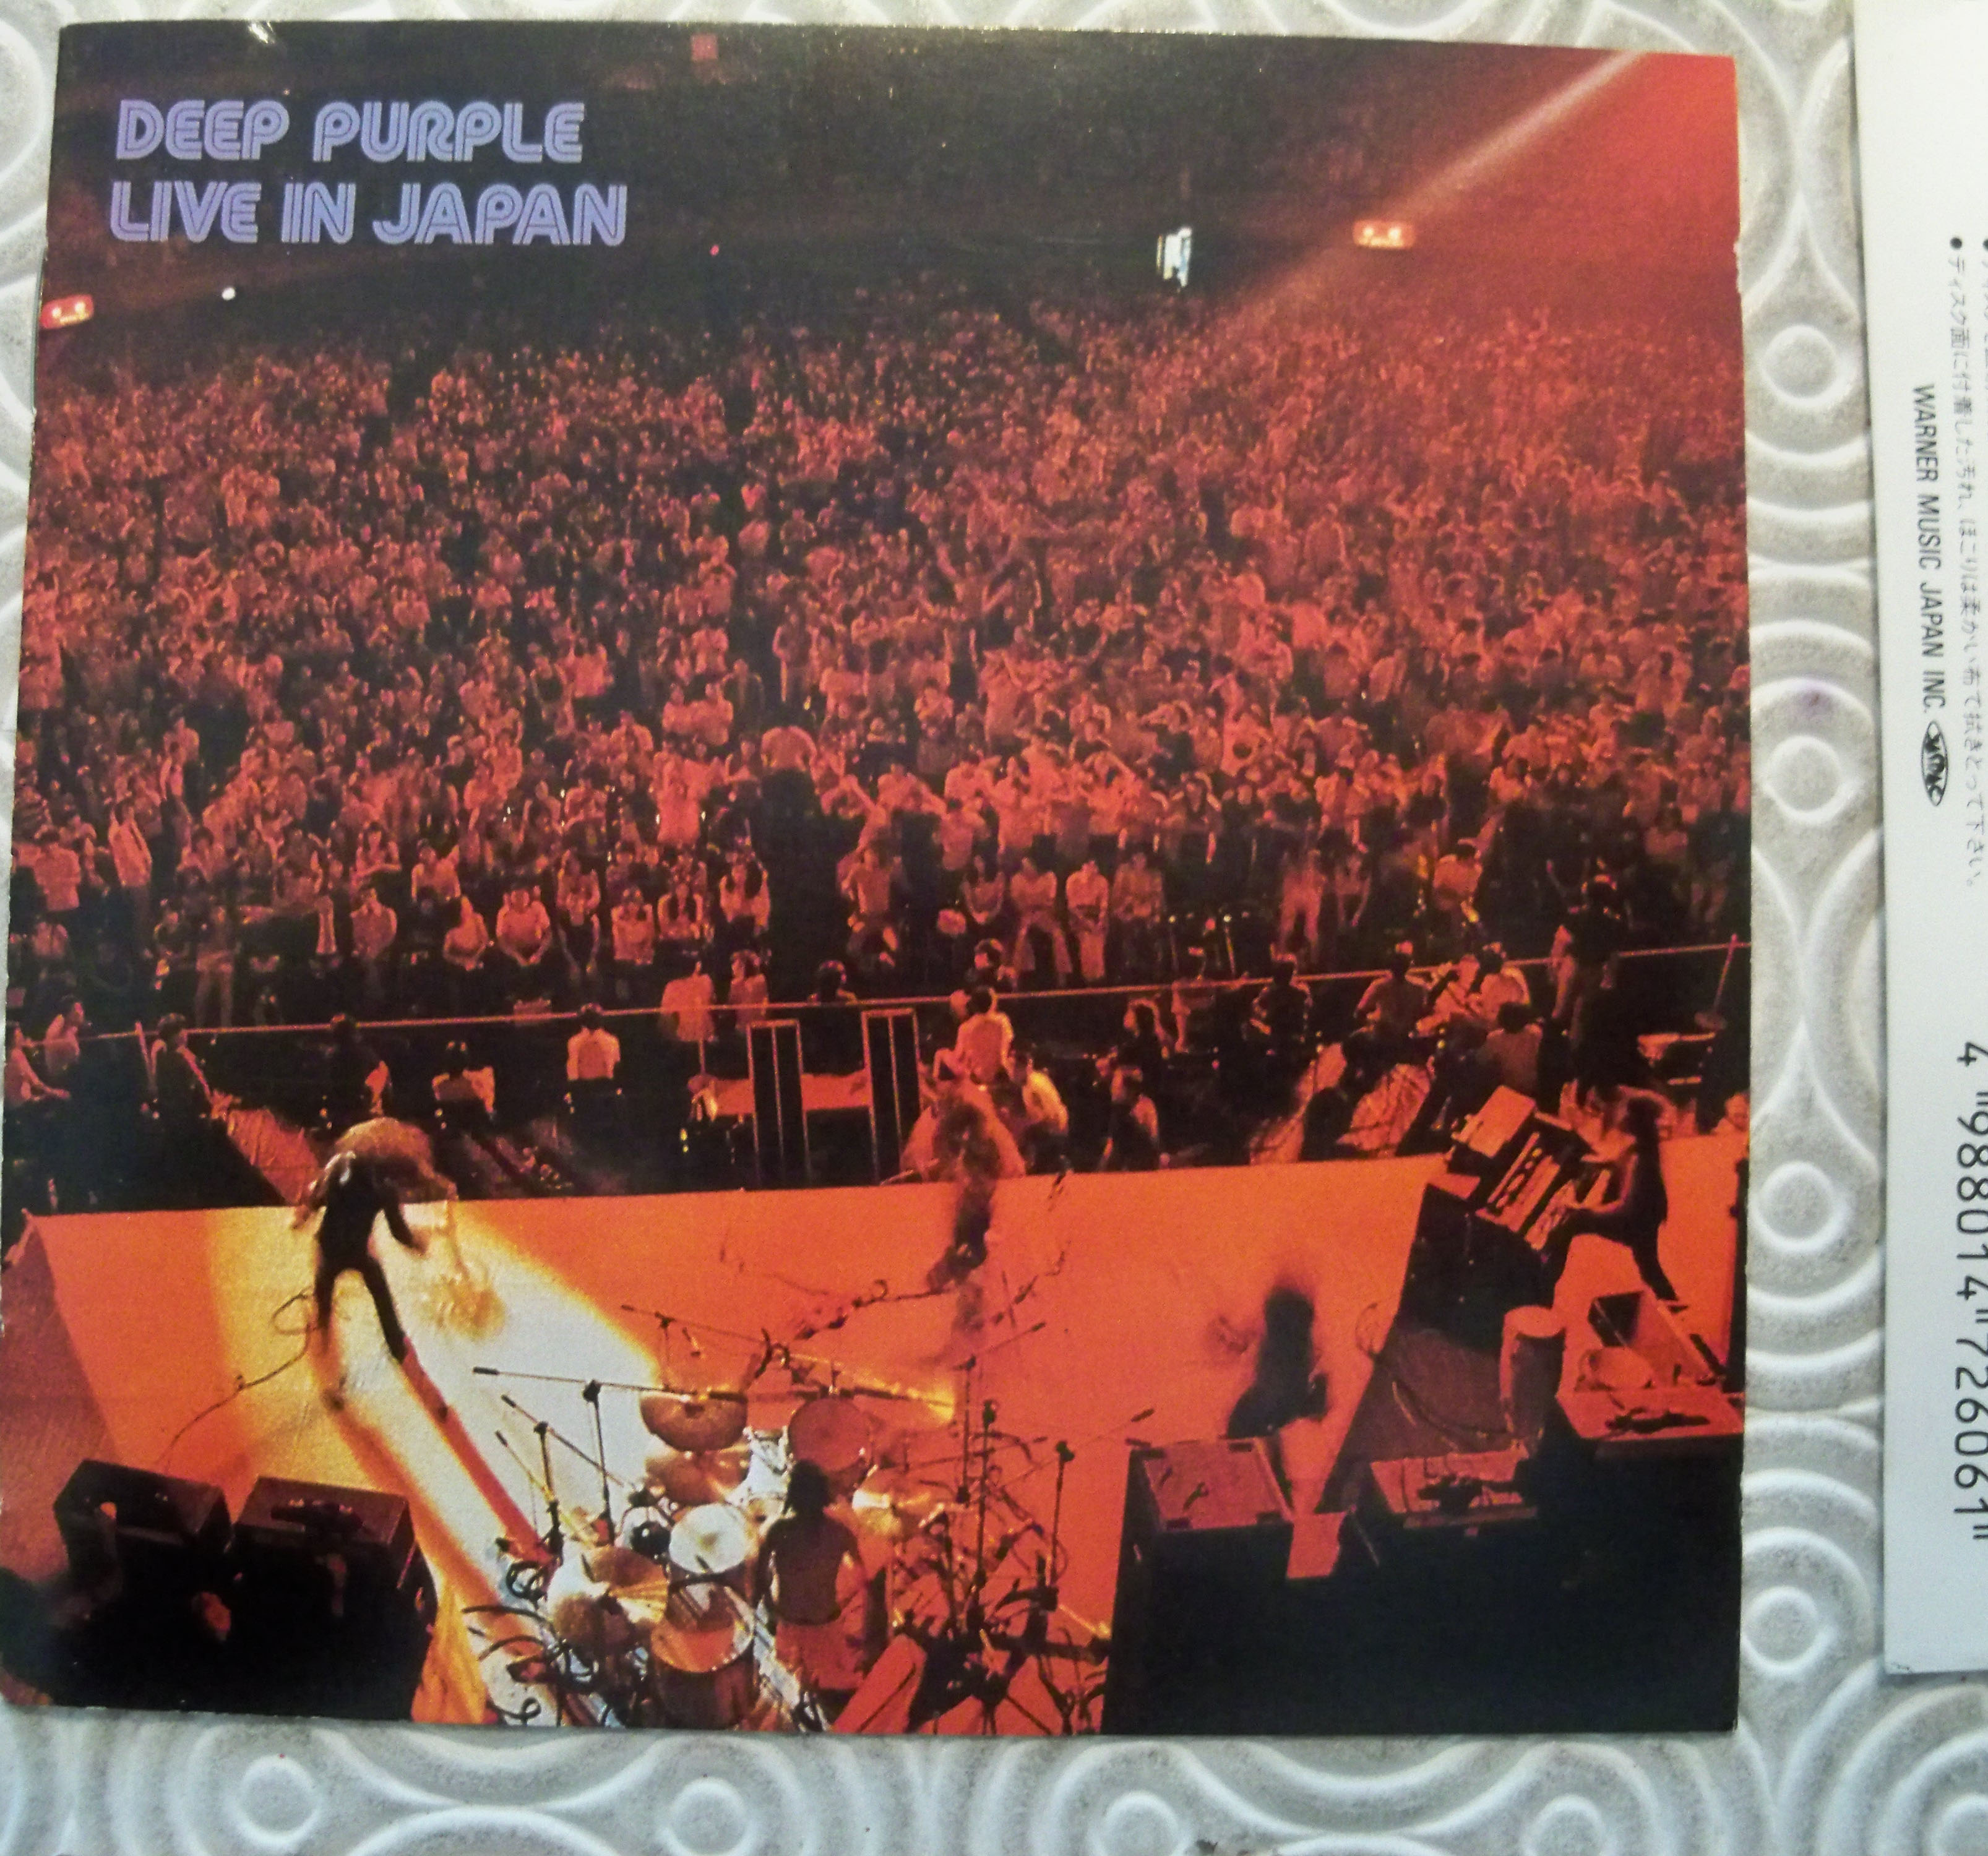 DEEP PURPLE
LIVE IN JAPAN
●ディスク面に付着した汚れ、ほこりは柔かい布で拭きとって下さい。
WARNER MUSIC JAPAN INC.
4 "988014"726061"